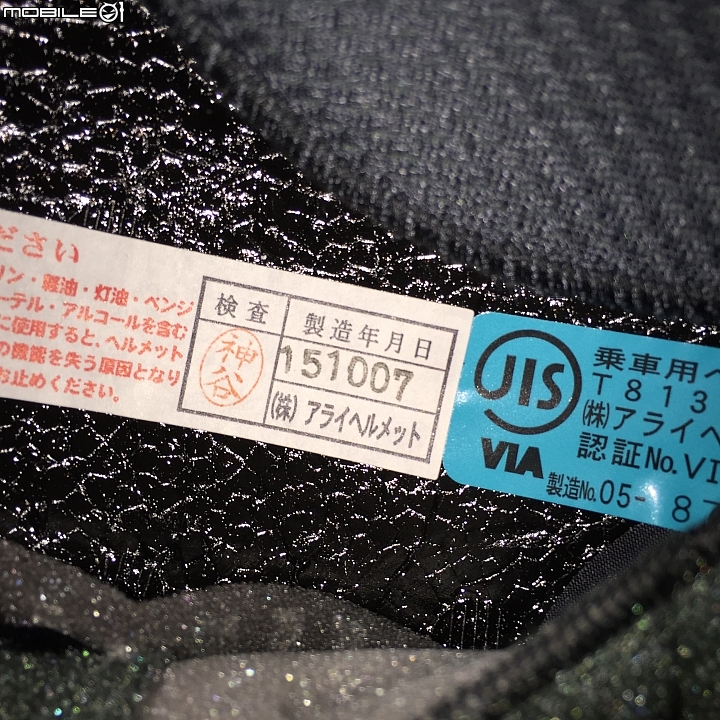 MOBILE01
ださい
リン・軽油・灯油・ベンジ
ーテル・アルコールを含む
に使用すると、ヘルメット
の機能を失う原因となり
お止めください。
検査
神谷
製造年月日
151007
(株)アライヘルメット
JIS
VIA
乗車用ヘ
T813
(株)アライヘ
認証No.VI
製造No.05-87